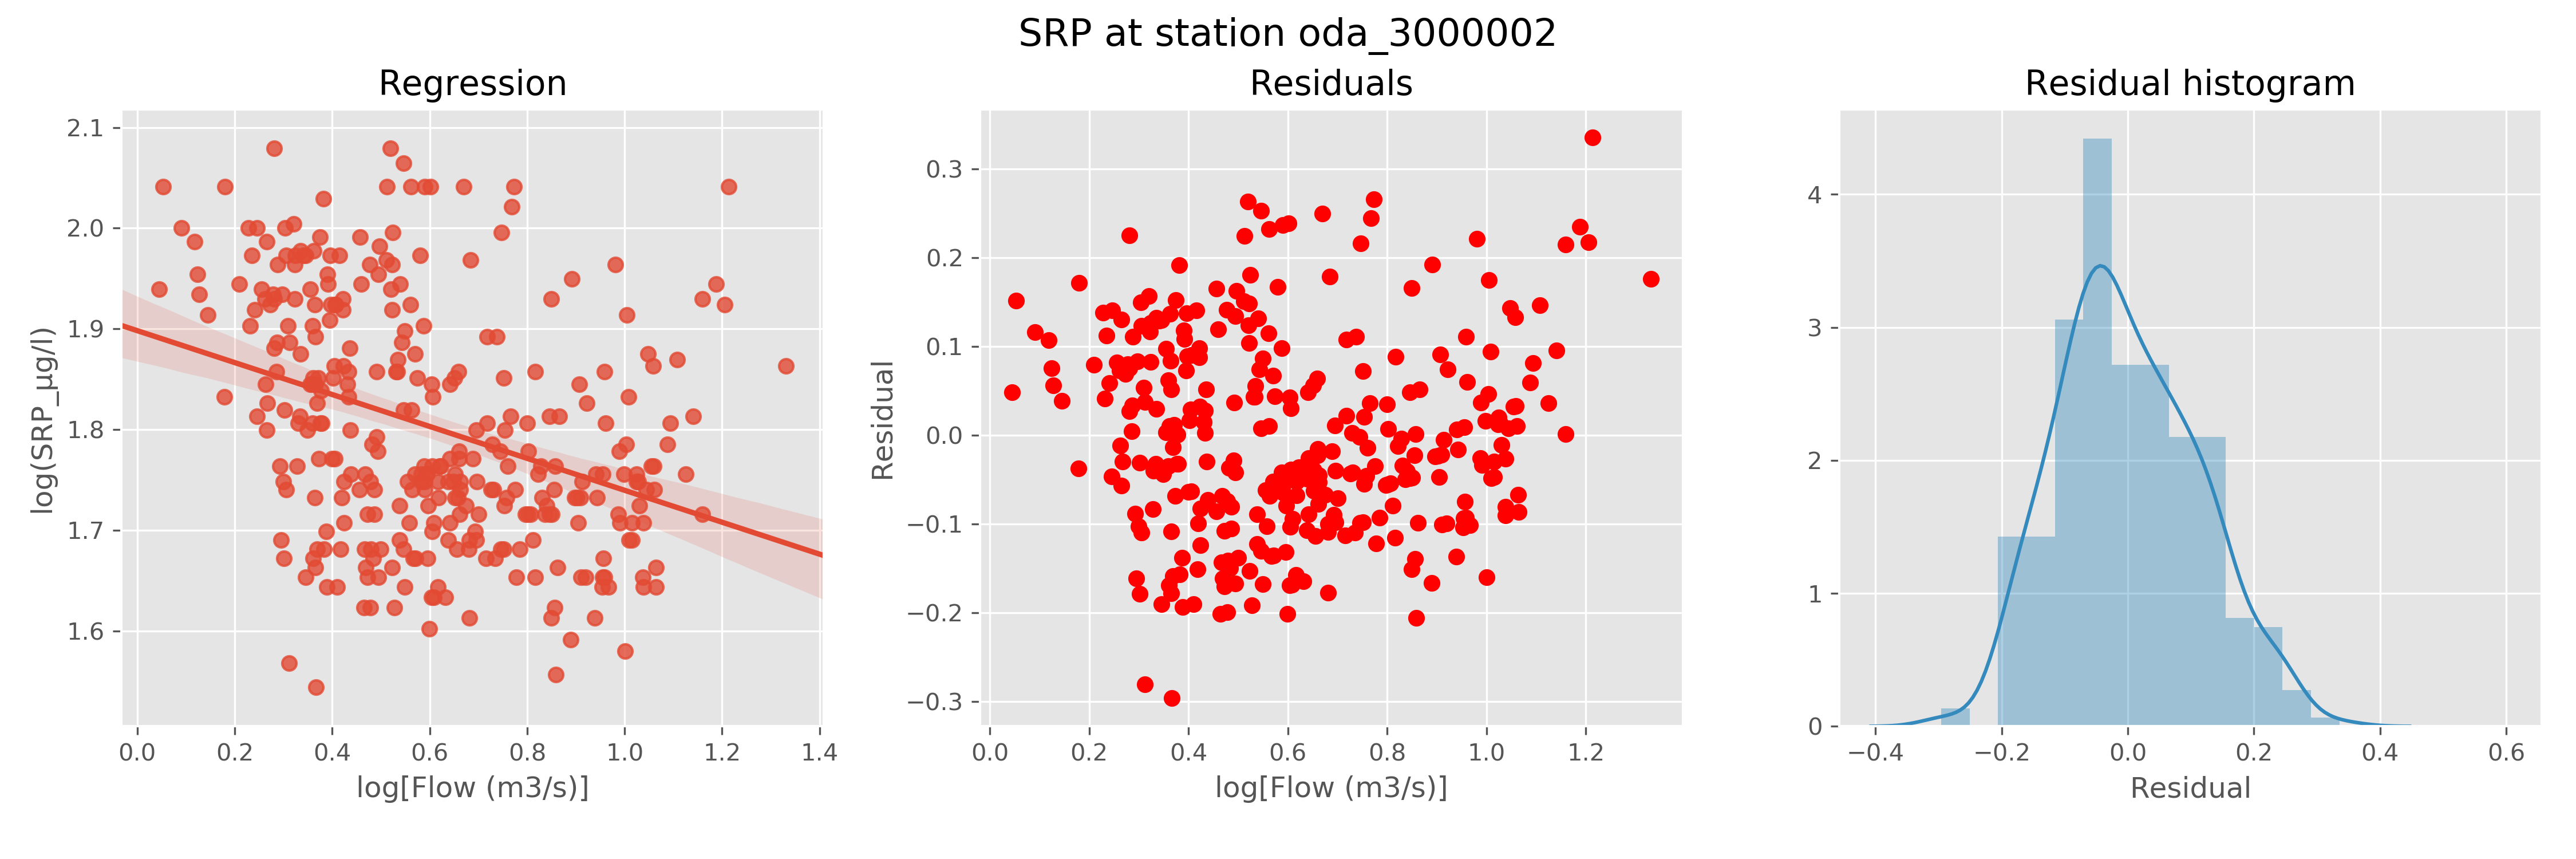 SRP at station oda_3000002
Regression
2.1
2.0
1.9
1.8
1.7
1.6
log(SRP_µg/l)
0.0 0.2 0.4 0.6 0.8 1.0 1.2 1.4
log[Flow (m3/s)]
Residuals
0.3
0.2
0.1
0.0
−0.1
−0.2
−0.3
Residual
0.0 0.2 0.4 0.6 0.8 1.0 1.2
log[Flow (m3/s)]
Residual histogram
4
3
2
1
0
−0.4 −0.2 0.0 0.2 0.4 0.6
Residual